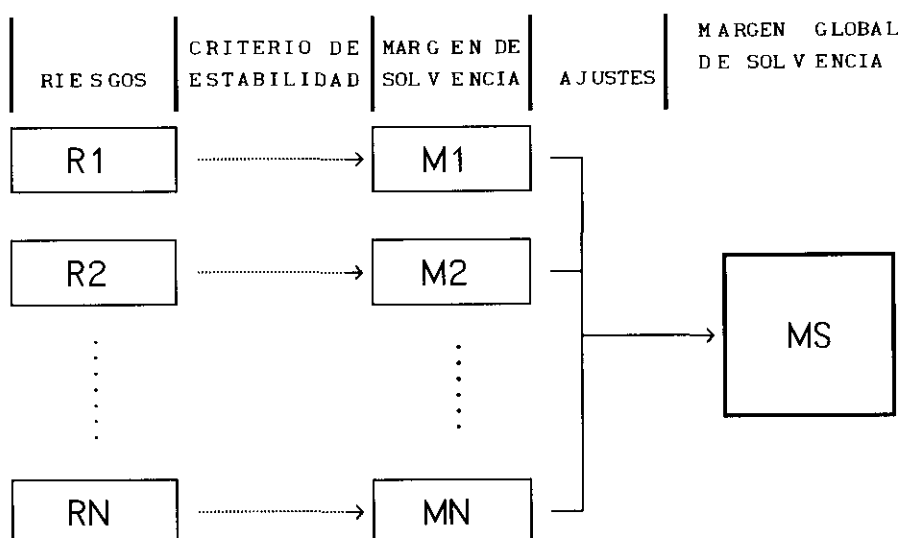 RIESGOS
CRITERIO DE
ESTABILIDAD
MARGEN DE
SOLVENCIA
AJUSTES
MARGEN GLOBAL
DE SOLVENCIA
R1 M1
R2 M2
MS
RN MN